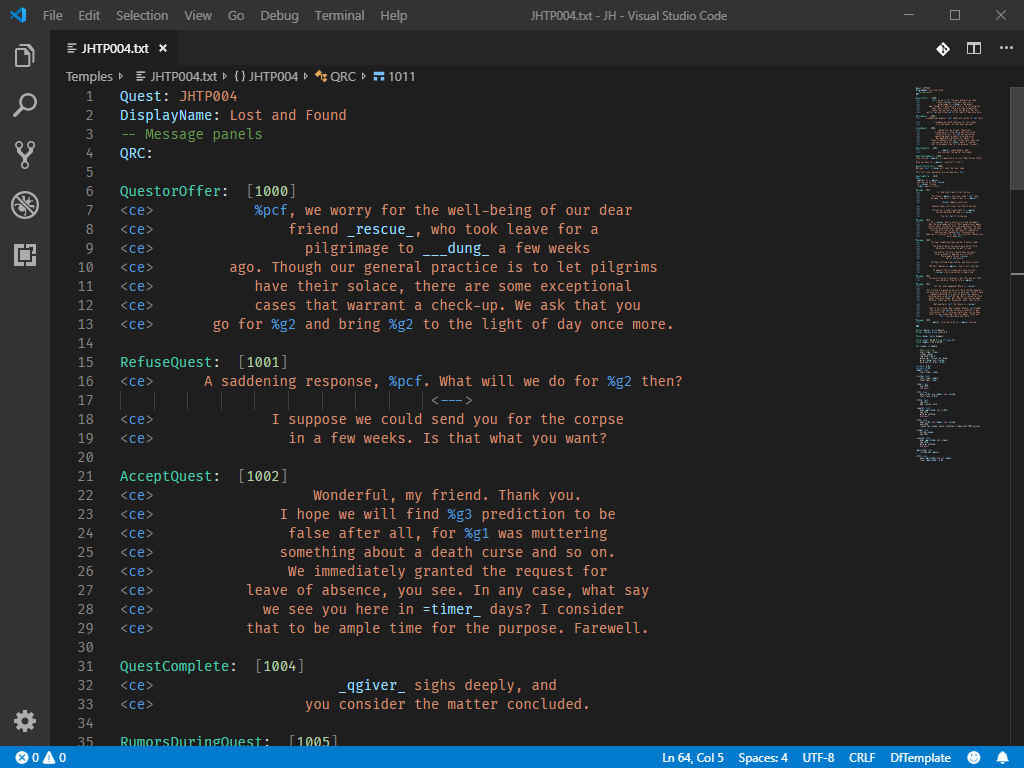 File Edit Selection View Go Debug Terminal Help JHTP004.txt - JH - Visual Studio Code
JHTP004.txt
Temples JHTP004.txt {} JHTP004 QRC 1011
1 Quest: JHTP004
2 DisplayName: Lost and Found
3 -- Message panels
4 QRC:
5
6 QuestorOffer: [1000]
7 <ce> %pcf, we worry for the well-being of our dear
8 <ce> friend _rescue_, who took leave for a
9 <ce> pilgrimage to ___dung_ a few weeks
10 <ce> ago. Though our general practice is to let pilgrims
11 <ce> have their solace, there are some exceptional
12 <ce> cases that warrant a check-up. We ask that you
13 <ce> go for %g2 and bring %g2 to the light of day once more.
14
15 RefuseQuest: [1001]
16 <ce> A saddening response, %pcf. What will we do for %g2 then?
17 <--->
18 <ce> I suppose we could send you for the corpse
19 <ce> in a few weeks. Is that what you want?
20
21 AcceptQuest: [1002]
22 <ce> Wonderful, my friend. Thank you.
23 <ce> I hope we will find %g3 prediction to be
24 <ce> false after all, for %g1 was muttering
25 <ce> something about a death curse and so on.
26 <ce> We immediately granted the request for
27 <ce> leave of absence, you see. In any case, what say
28 <ce> we see you here in =timer_ days? I consider
29 <ce> that to be ample time for the purpose. Farewell.
30
31 QuestComplete: [1004]
32 <ce> _qgiver_ sighs deeply, and
33 <ce> you consider the matter concluded.
34
35 RumorsDuringQuest: [1005]
0 0 Ln 64, Col 5 Spaces: 4 UTF-8 CRLF DfTemplate